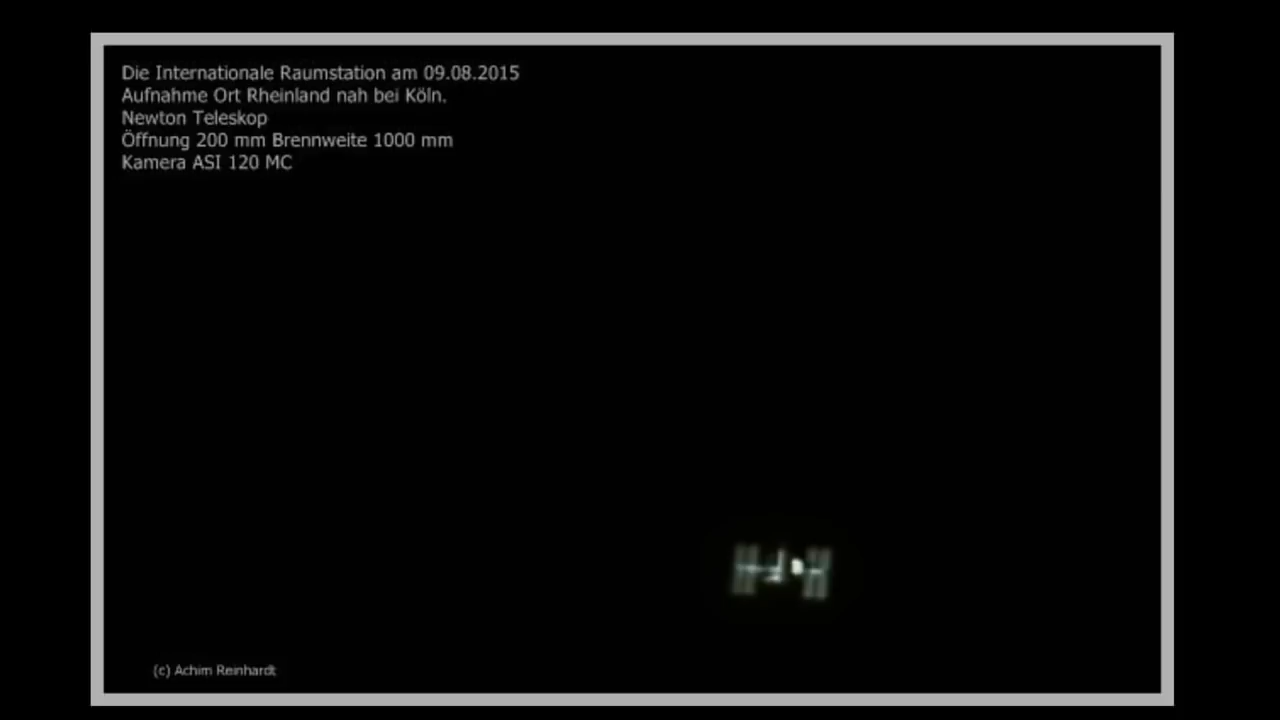 Die Internationale Raumstation am 09.08.2015
Aufnahme Ort Rheinland nah bei Köln.
Newton Teleskop
Öffnung 200 mm Brennweite 1000 mm
Kamera ASI 120 MC
(c) Achim Reinhardt